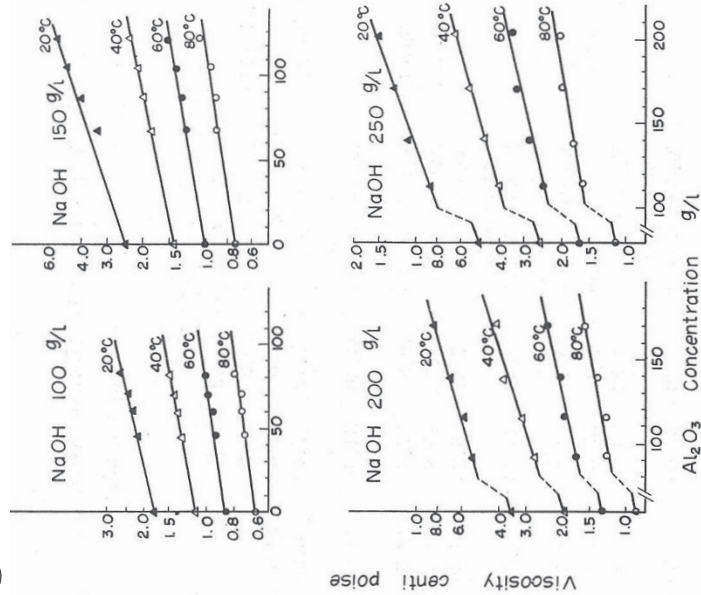 NaOH 100 g/l
3.0
2.0
1.5
1.0
0.8
0.6
20°C
40°C
60°C
80°C
0 50 100
NaOH 150 g/l
6.0
4.0
3.0
2.0
1.5
1.0
0.8
0.6
20°C
40°C
60°C
80°C
0 50 100
NaOH 200 g/l
1.0
8.0
6.0
4.0
2.0
1.5
1.0
20°C
40°C
60°C
80°C
100 150
NaOH 250 g/l
2.0
1.5
1.0
8.0
6.0
4.0
2.0
1.5
1.0
20°C
40°C
60°C
80°C
100 150 200
Viscosity centi poise
Al₂O₃ Concentration g/l